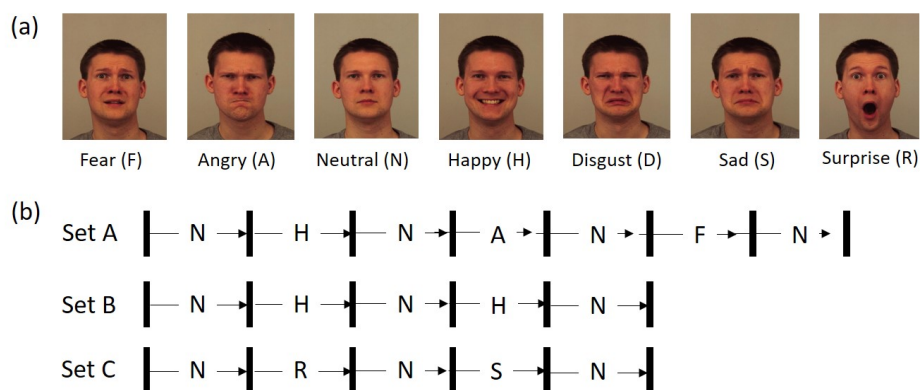 (a)
Fear (F) Angry (A) Neutral (N) Happy (H) Disgust (D) Sad (S) Surprise (R)
(b)
Set A N H N A N F N
Set B N H N H N
Set C N R N S N